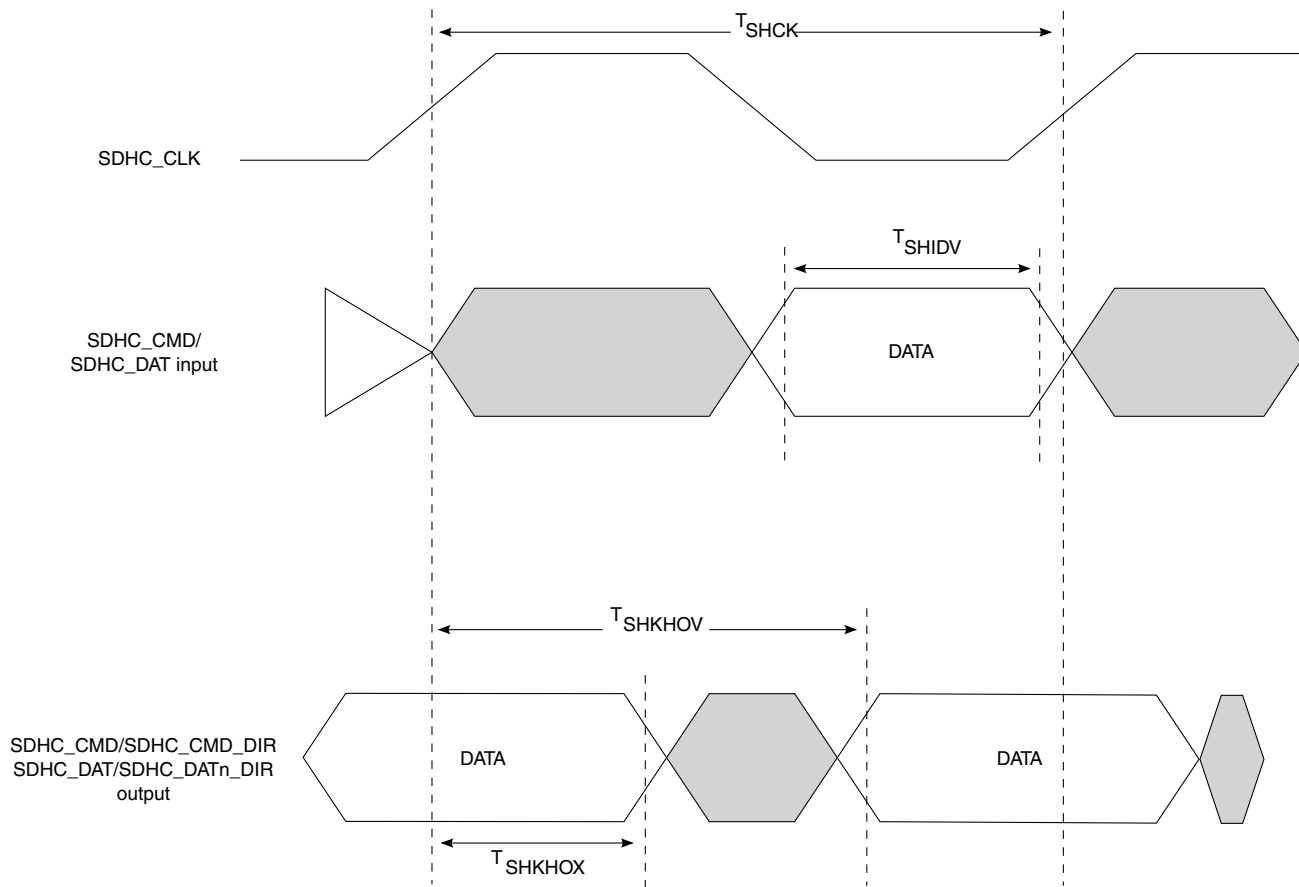 TSHCK
SDHC_CLK
TSHIDV
SDHC_CMD/
SDHC_DAT input
DATA
TSHKHOV
SDHC_CMD/SDHC_CMD_DIR
SDHC_DAT/SDHC_DATn_DIR
output
DATA
DATA
TSHKHOX